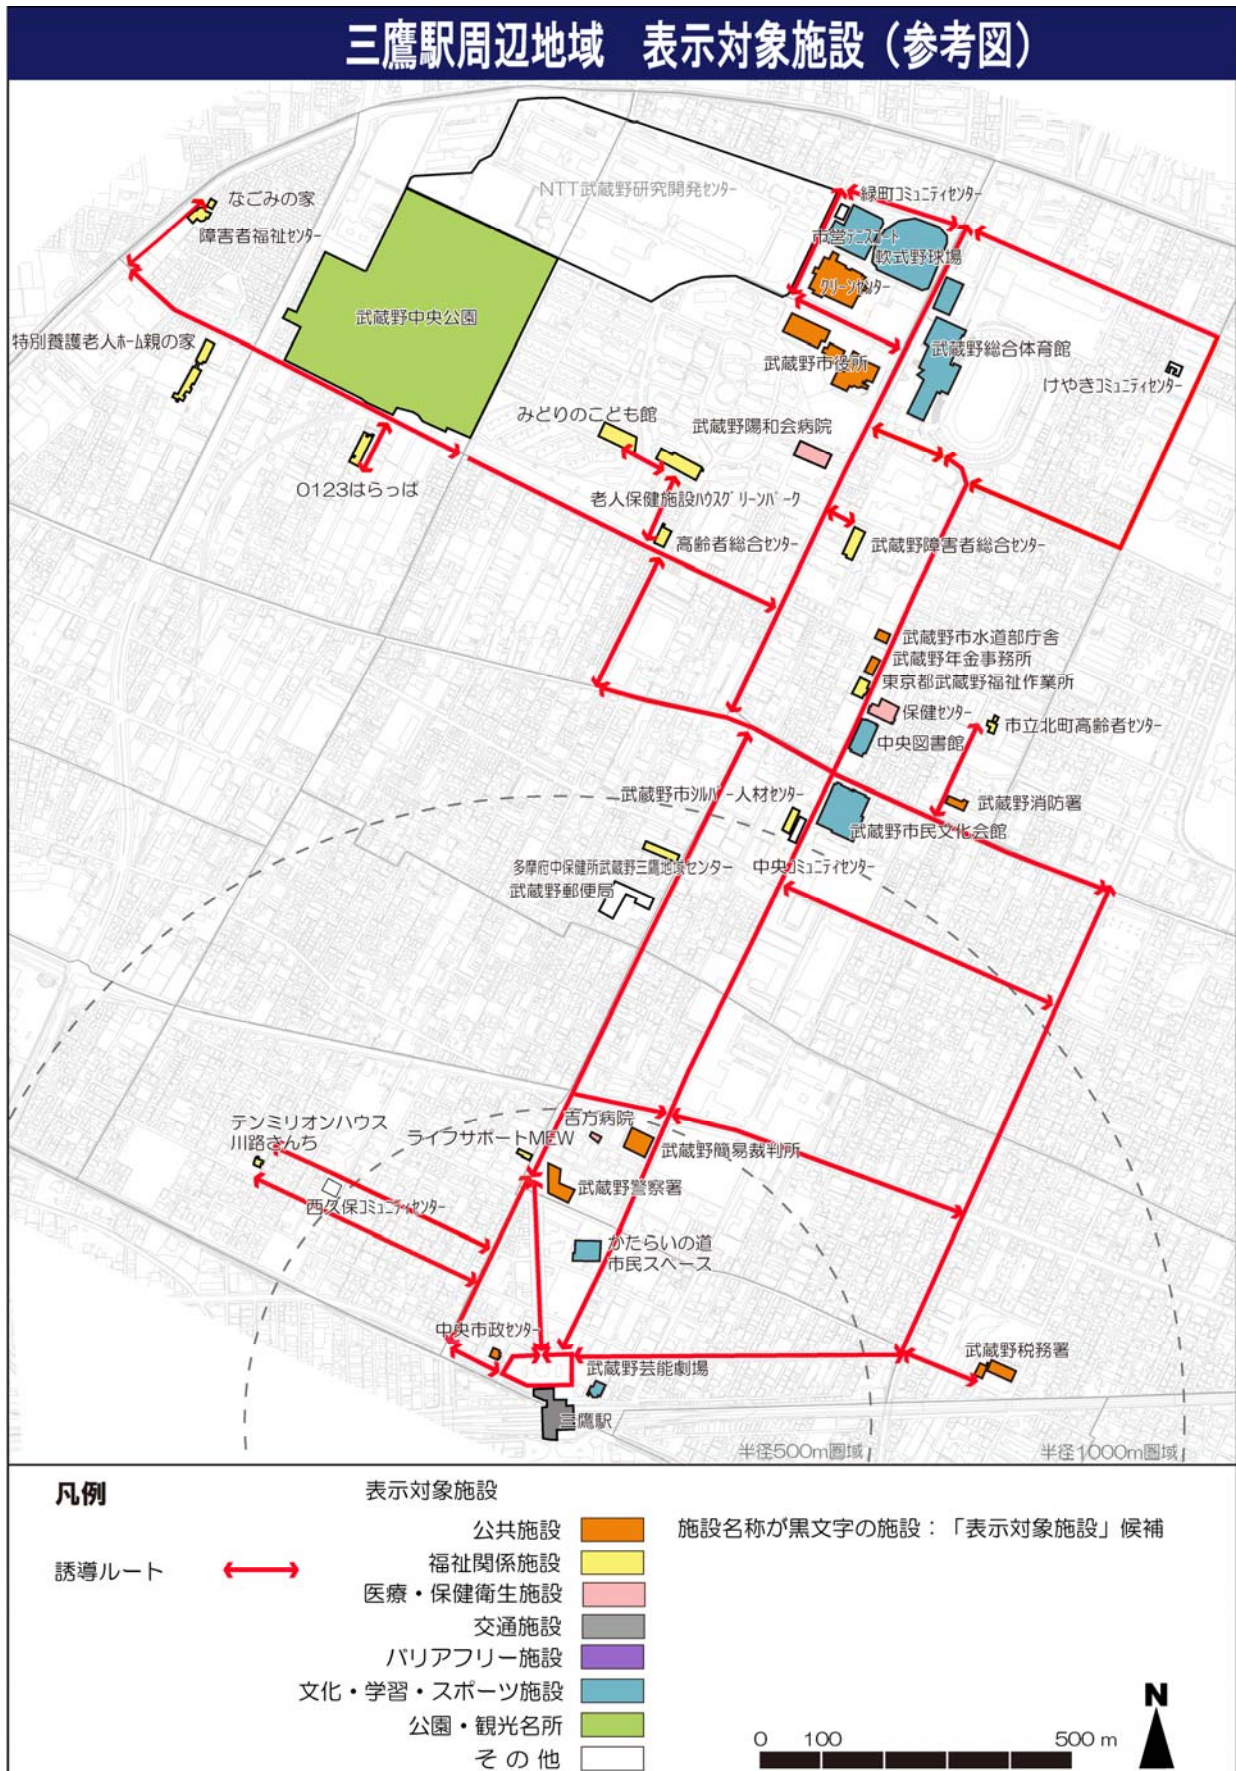 三鷹駅周辺地域 表示対象施設（参考図）
NTT武蔵野研究開発センター
緑町コミュニティセンター
なごみの家
障害者福祉センター
市営テニスコート
軟式野球場
クリーンセンター
武蔵野中央公園
特別養護老人ホーム親の家
武蔵野市役所
武蔵野総合体育館
けやきコミュニティセンター
みどりのこども館
武蔵野陽和会病院
0123はらっぱ
老人保健施設ハウスグリーンパーク
高齢者総合センター
武蔵野障害者総合センター
武蔵野市水道部庁舎
武蔵野年金事務所
東京都武蔵野福祉作業所
保健センター
市立北町高齢者センター
中央図書館
武蔵野市シルバー人材センター
武蔵野消防署
武蔵野市民文化会館
多摩府中保健所武蔵野三鷹地域センター
中央コミュニティセンター
武蔵野郵便局
テンミリオンハウス
川路さんち
吉方病院
ライフサポートMEW
武蔵野簡易裁判所
武蔵野警察署
西久保コミュニティセンター
かたらいの道
市民スペース
中央市政センター
武蔵野芸能劇場
武蔵野税務署
三鷹駅
半径500m圏域
半径1000m圏域
凡例
表示対象施設
公共施設
施設名称が黒文字の施設：「表示対象施設」候補
誘導ルート
福祉関係施設
医療・保健衛生施設
交通施設
バリアフリー施設
文化・学習・スポーツ施設
公園・観光名所
その他
N
0 100 500 m